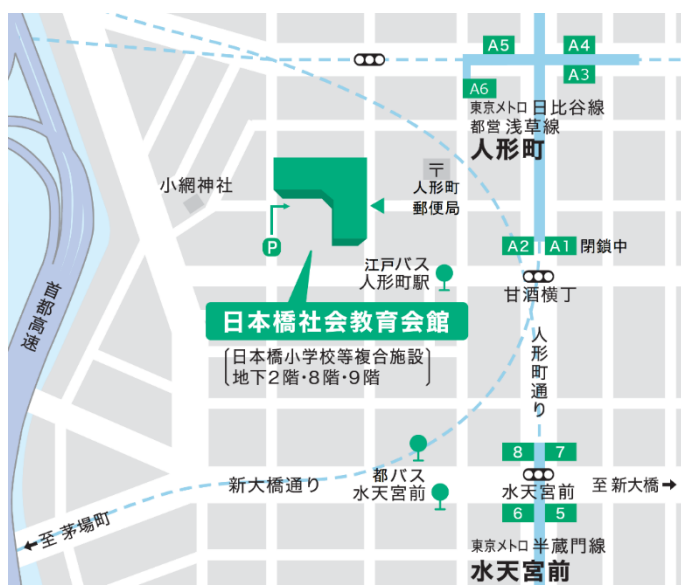 A5
A4
A3
A6
東京メトロ 日比谷線
都営 浅草線
人形町
〒
人形町
郵便局
小網神社
P
A2
A1 閉鎖中
江戸バス
人形町駅
甘酒横丁
首都高速
日本橋社会教育会館
日本橋小学校等複合施設
地下2階・8階・9階
人形町通り
8
7
新大橋通り
都バス
水天宮前
水天宮前
至 新大橋→
6
5
←至 茅場町
東京メトロ 半蔵門線
水天宮前